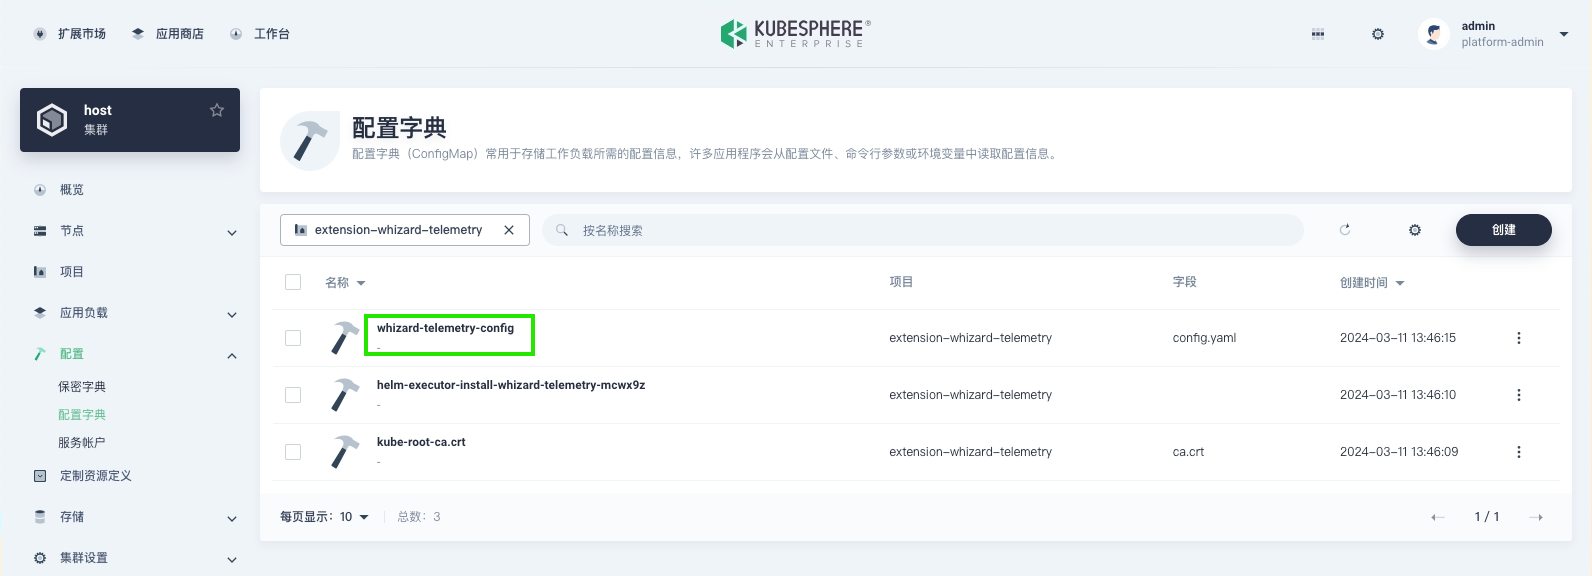 扩展市场 应用商店 工作台
KUBESPHERE®
ENTERPRISE
admin
platform-admin
host
集群
概览
节点
项目
应用负载
配置
保密字典
配置字典
服务帐户
定制资源定义
存储
集群设置
配置字典
配置字典（ConfigMap）常用于存储工作负载所需的配置信息，许多应用程序会从配置文件、命令行参数或环境变量中读取配置信息。
extension-whizard-telemetry 按名称搜索 创建
名称 项目 字段 创建时间
whizard-telemetry-config extension-whizard-telemetry config.yaml 2024-03-11 13:46:15
-
helm-executor-install-whizard-telemetry-mcwx9z extension-whizard-telemetry 2024-03-11 13:46:10
-
kube-root-ca.crt extension-whizard-telemetry ca.crt 2024-03-11 13:46:09
-
每页显示：10 总数：3 1 / 1